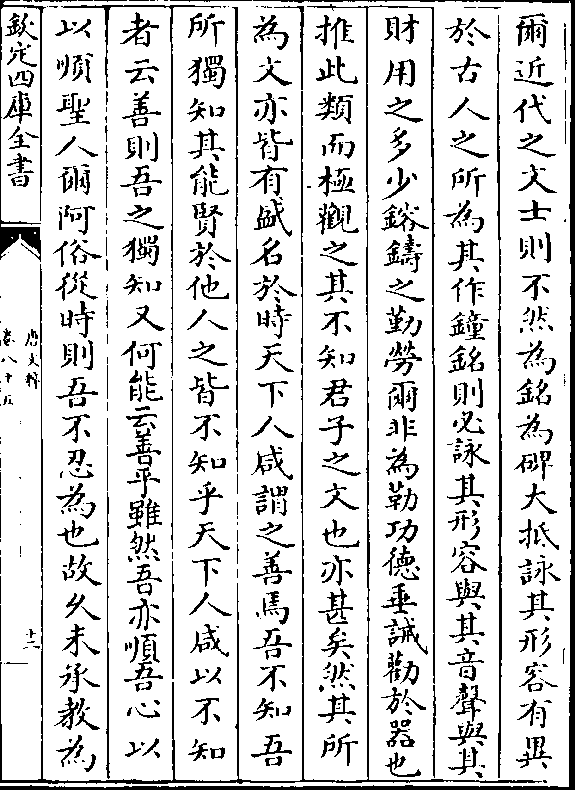 爾近代之文士則不然為銘為碑大抵詠其形容有異
於古人之所為其作鐘銘則必詠其形容與其音聲與其
財用之多少鎔鑄之勤勞爾非為勒功德垂誡勸於器也
推此類而極觀之其不知君子之文也亦甚矣然其所
為文亦皆有盛名於時天下人咸謂之善焉吾不知吾
所獨知其能賢於他人之皆不知乎天下人咸以不知
者云善則吾之獨知又何能云善乎雖然吾亦順吾心以
以順聖人爾阿俗從時則吾不忍為也故久未承教為
欽定四庫全書
唐文粹
卷八十五
十三